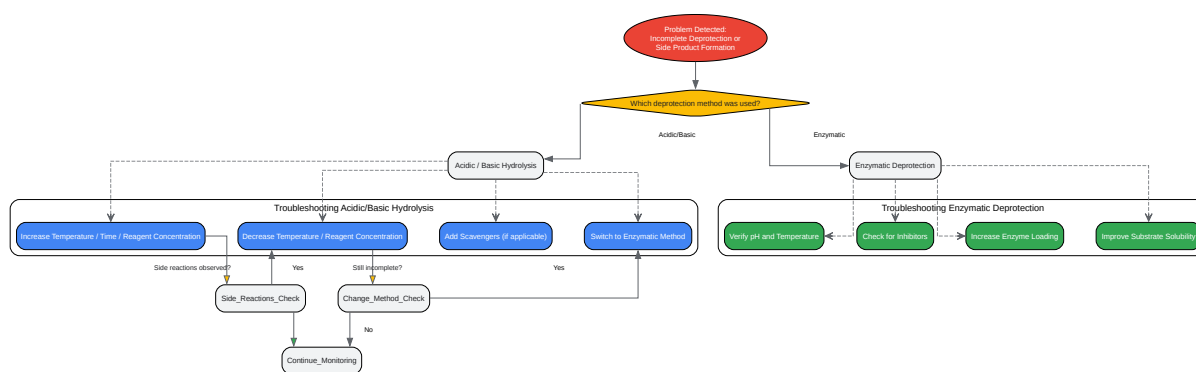 Problem Detected:
Incomplete Deprotection or
Side Product Formation
Which deprotection method was used?
Acidic/Basic
Enzymatic
Acidic / Basic Hydrolysis
Enzymatic Deprotection
Troubleshooting Acidic/Basic Hydrolysis
Troubleshooting Enzymatic Deprotection
Increase Temperature / Time / Reagent Concentration
Decrease Temperature / Reagent Concentration
Add Scavengers (if applicable)
Switch to Enzymatic Method
Verify pH and Temperature
Check for Inhibitors
Increase Enzyme Loading
Improve Substrate Solubility
Side reactions observed?
Yes
Still incomplete?
Yes
Side_Reactions_Check
Change_Method_Check
No
Continue_Monitoring